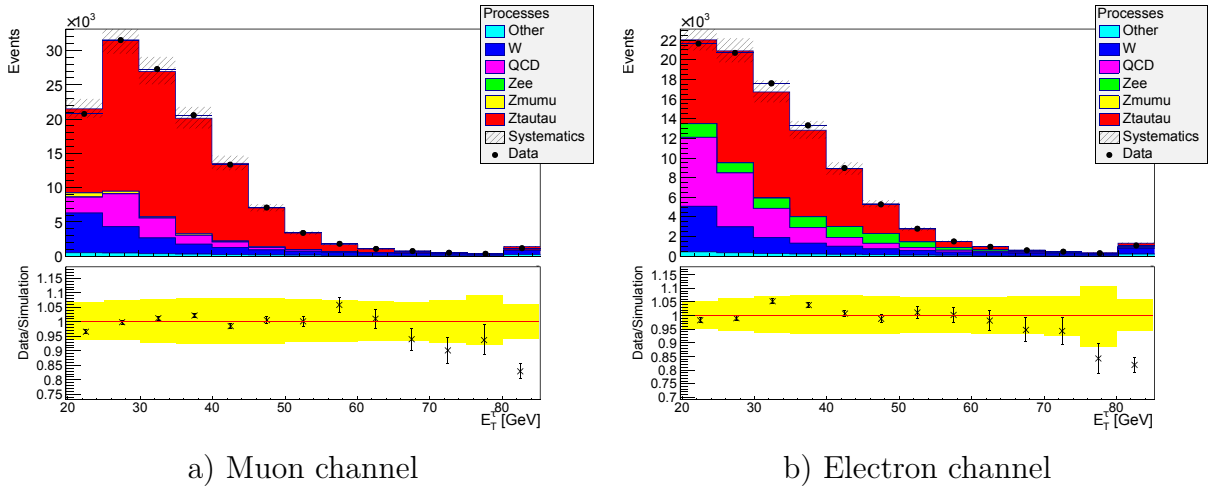 ×10³
Events
30
25
20
15
10
5
0
Processes
Other
W
QCD
Zee
Zmumu
Ztautau
Systematics
Data
Data/Simulation
1.15
1.1
1.05
1
0.95
0.9
0.85
0.8
0.75
20 30 40 50 60 70 80
E_T^τ [GeV]
a) Muon channel
×10³
Events
22
20
18
16
14
12
10
8
6
4
2
0
Processes
Other
W
QCD
Zee
Zmumu
Ztautau
Systematics
Data
Data/Simulation
1.15
1.1
1.05
1
0.95
0.9
0.85
0.8
0.75
0.7
20 30 40 50 60 70 80
E_T^τ [GeV]
b) Electron channel